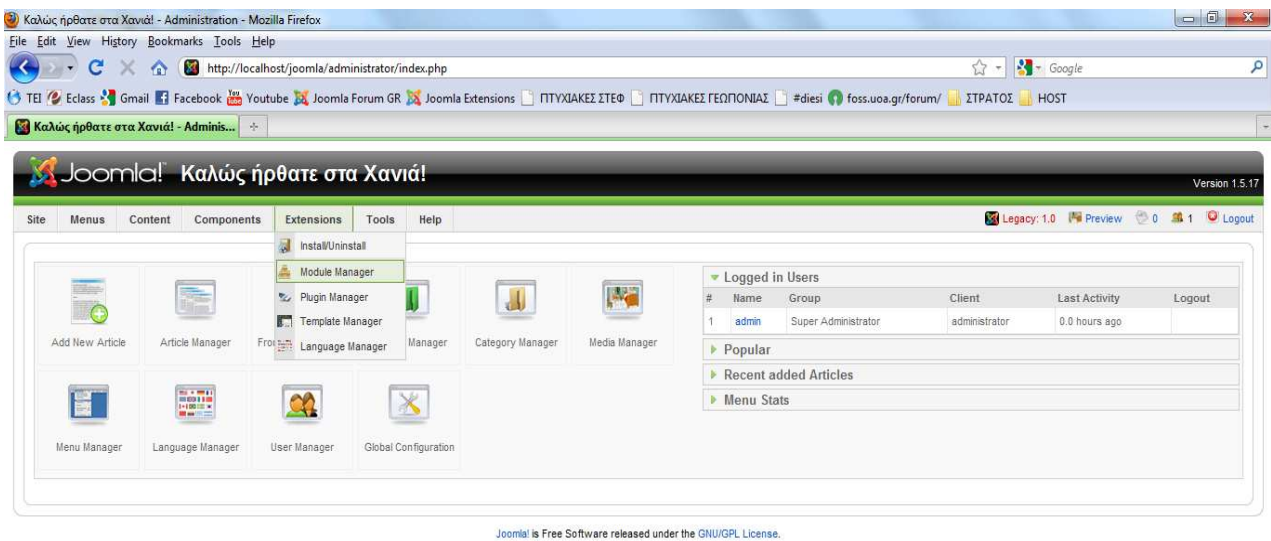 Καλώς ήρθατε στα Χανιά! - Administration - Mozilla Firefox
File Edit View History Bookmarks Tools Help
http://localhost/joomla/administrator/index.php Google
TEI Eclass Gmail Facebook Youtube Joomla Forum GR Joomla Extensions ΠΤΥΧΙΑΚΕΣ ΣΤΕΦ ΠΤΥΧΙΑΚΕΣ ΓΕΩΠΟΝΙΑΣ #diesi foss.uoa.gr/forum/ ΣΤΡΑΤΟΣ HOST
Καλώς ήρθατε στα Χανιά! - Adminis...
Joomla! Καλώς ήρθατε στα Χανιά!
Version 1.5.17
Site Menus Content Components Extensions Tools Help Legacy: 1.0 Preview 0 1 Logout
Install/Uninstall
Module Manager
Plugin Manager
Template Manager
Language Manager
Add New Article Article Manager Manager Category Manager Media Manager
Menu Manager Language Manager User Manager Global Configuration
Logged in Users
# Name Group Client Last Activity Logout
1 admin Super Administrator administrator 0.0 hours ago
Popular
Recent added Articles
Menu Stats
Joomla! is Free Software released under the GNU/GPL License.